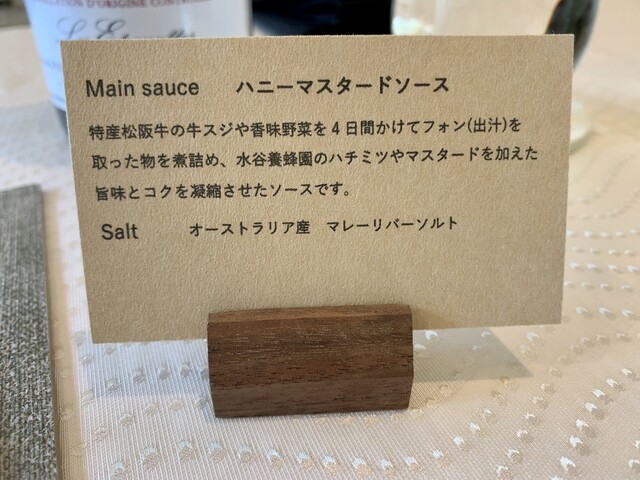 Main sauce ハニーマスタードソース
特産松阪牛の牛スジや香味野菜を4日間かけてフォン(出汁)を
取った物を煮詰め、水谷養蜂園のハチミツやマスタードを加えた
旨味とコクを凝縮させたソースです。
Salt オーストラリア産 マレーリバーソルト